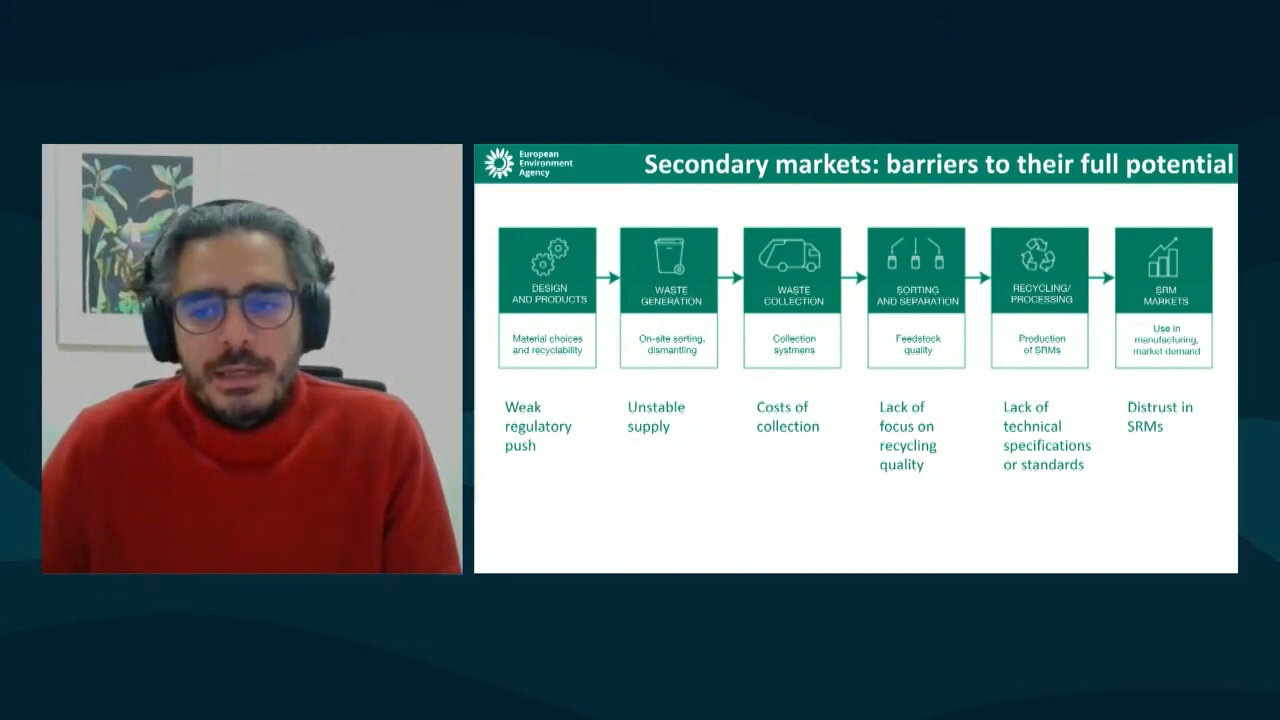 European
Environment
Agency
Secondary markets: barriers to their full potential
DESIGN
AND PRODUCTS
Material choices
and recyclability
Weak
regulatory
push
WASTE
GENERATION
On-site sorting,
dismantling
Unstable
supply
WASTE
COLLECTION
Collection
systmens
Costs of
collection
SORTING
AND SEPARATION
Feedstock
quality
Lack of
focus on
recycling
quality
RECYCLING/
PROCESSING
Production
of SRMs
Lack of
technical
specifications
or standards
SRM
MARKETS
Use in
manufacturing,
market demand
Distrust in
SRMs